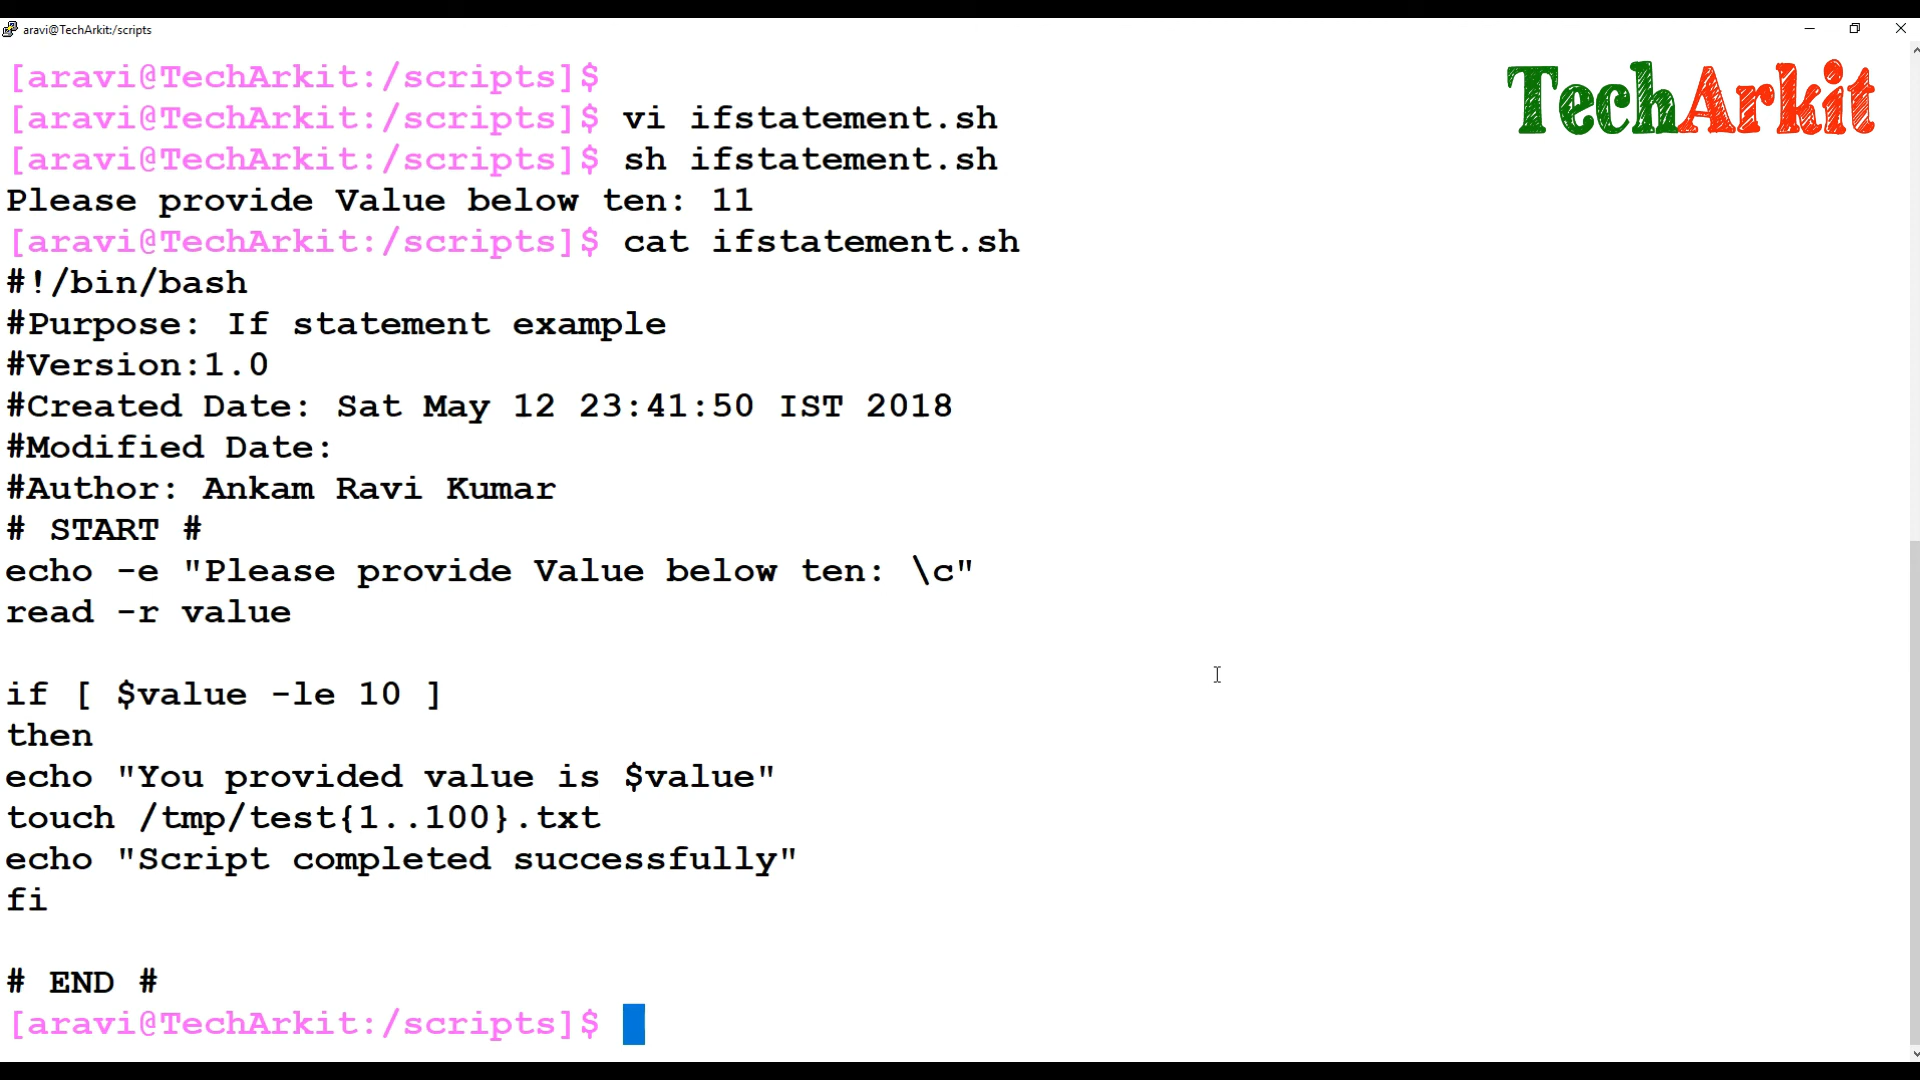 aravi@TechArkit:/scripts
TechArkit
[aravi@TechArkit:/scripts]$
[aravi@TechArkit:/scripts]$ vi ifstatement.sh
[aravi@TechArkit:/scripts]$ sh ifstatement.sh
Please provide Value below ten: 11
[aravi@TechArkit:/scripts]$ cat ifstatement.sh
#!/bin/bash
#Purpose: If statement example
#Version:1.0
#Created Date: Sat May 12 23:41:50 IST 2018
#Modified Date:
#Author: Ankam Ravi Kumar
# START #
echo -e "Please provide Value below ten: \c"
read -r value
if [ $value -le 10 ]
then
echo "You provided value is $value"
touch /tmp/test{1..100}.txt
echo "Script completed successfully"
fi
# END #
[aravi@TechArkit:/scripts]$